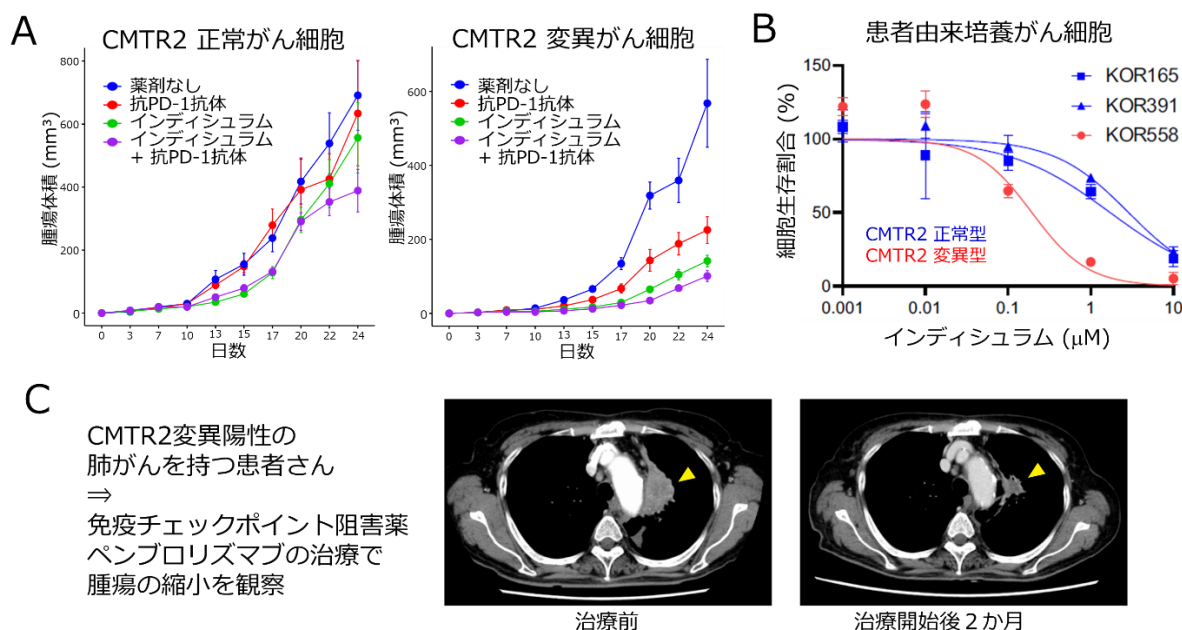 A
CMTR2 正常がん細胞
800
600
400
200
0
腫瘍体積 (mm³)
薬剤なし
抗PD-1抗体
インディシュラム
インディシュラム
+ 抗PD-1抗体
0 3 7 10 13 15 17 20 22 24
日数
CMTR2 変異がん細胞
600
400
200
0
腫瘍体積 (mm³)
薬剤なし
抗PD-1抗体
インディシュラム
インディシュラム
+ 抗PD-1抗体
0 3 7 10 13 15 17 20 22 24
日数
B
患者由来培養がん細胞
150
100
50
0
細胞生存割合 (%)
KOR165
KOR391
KOR558
CMTR2 正常型
CMTR2 変異型
0.001 0.01 0.1 1 10
インディシュラム (μM)
C
CMTR2変異陽性の
肺がんを持つ患者さん
⇒
免疫チェックポイント阻害薬
ペンブロリズマブの治療で
腫瘍の縮小を観察
治療前
治療開始後２か月